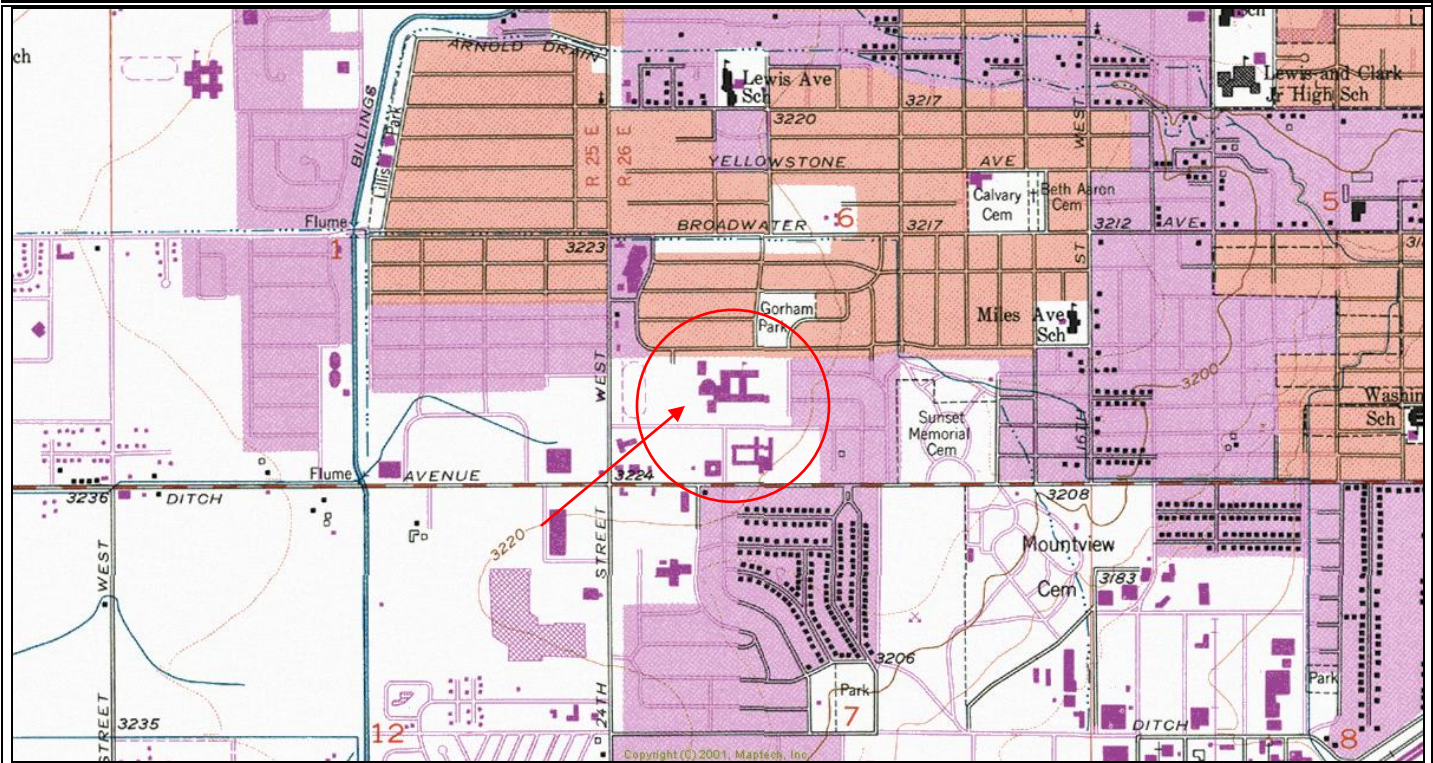 Sch
ch
ARNOLD DRAIN
Lewis Ave
Sch
Lewis and Clark
Jr High Sch
3217
3220
BILLINGS
Lillis Park
R 25 E
R 26 E
WEST
YELLOWSTONE AVE
Calvary
Cem
Beth Aaron
Cem
Flume
BROADWATER
6
3217
3212
AVE
5
1
3223
ST
Gorham
Park
Miles Ave
Sch
3200
WEST
Washin
Sch
Sunset
Memorial
Cem
16TH
Flume
AVENUE
3224
3236
DITCH
3208
3220
STREET
Mountview
Cem
WEST
3183
3206
Park
7
Park
24TH
STREET
3235
12
DITCH
8
Copyright (C) 2001, Maptech, Inc.